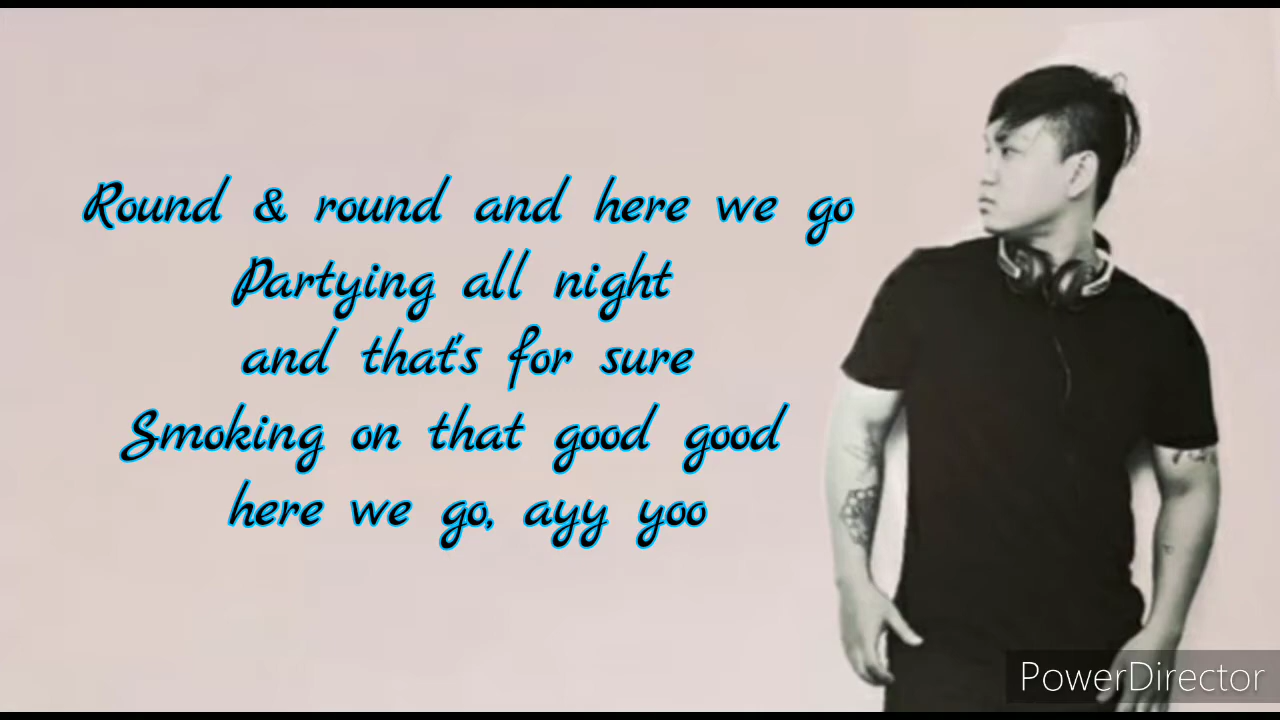 Round & round and here we go
Partying all night
and that's for sure
Smoking on that good good
here we go, ayy yoo
PowerDirector